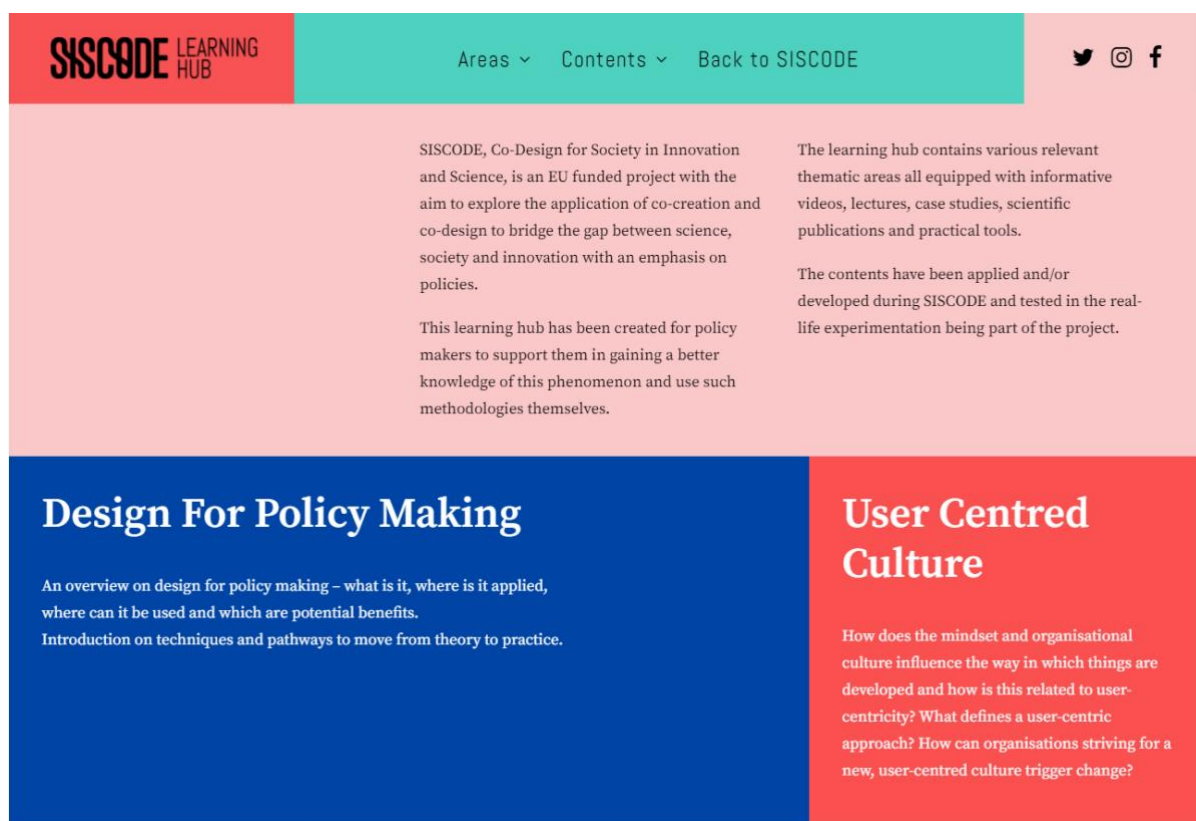 SISCODE LEARNING
HUB
Areas
Contents
Back to SISCODE
SISCODE, Co-Design for Society in Innovation
and Science, is an EU funded project with the
aim to explore the application of co-creation and
co-design to bridge the gap between science,
society and innovation with an emphasis on
policies.
This learning hub has been created for policy
makers to support them in gaining a better
knowledge of this phenomenon and use such
methodologies themselves.
The learning hub contains various relevant
thematic areas all equipped with informative
videos, lectures, case studies, scientific
publications and practical tools.
The contents have been applied and/or
developed during SISCODE and tested in the real-
life experimentation being part of the project.
Design For Policy Making
An overview on design for policy making – what is it, where is it applied,
where can it be used and which are potential benefits.
Introduction on techniques and pathways to move from theory to practice.
User Centred
Culture
How does the mindset and organisational
culture influence the way in which things are
developed and how is this related to user-
centricity? What defines a user-centric
approach? How can organisations striving for a
new, user-centred culture trigger change?